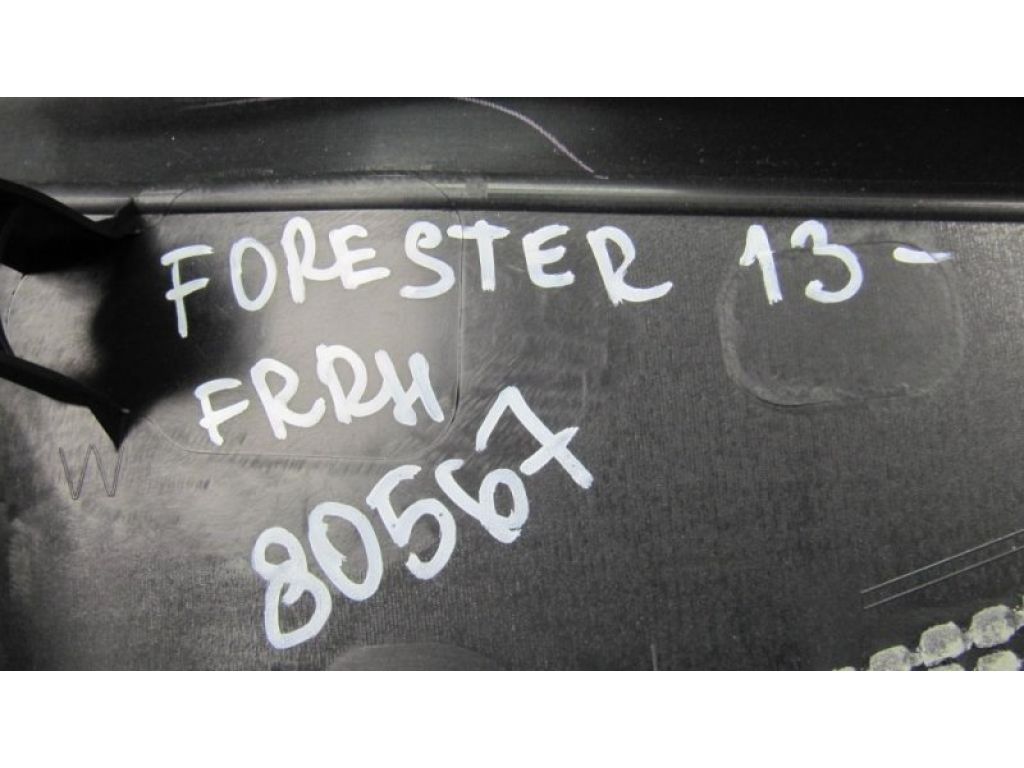 FORESTER 13-
FRRH
80567
W